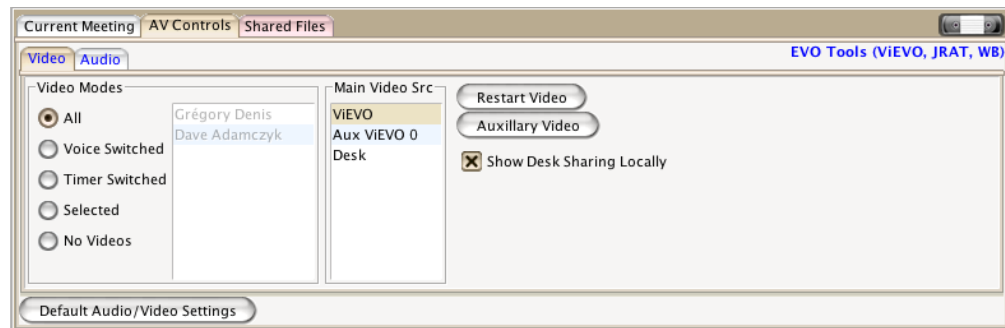 Current Meeting AV Controls Shared Files
Video Audio
EVO Tools (ViEVO, JRAT, WB)
Video Modes
All
Voice Switched
Timer Switched
Selected
No Videos
Grégory Denis
Dave Adamczyk
Main Video Src
ViEVO
Aux ViEVO 0
Desk
Restart Video
Auxillary Video
Show Desk Sharing Locally
Default Audio/Video Settings